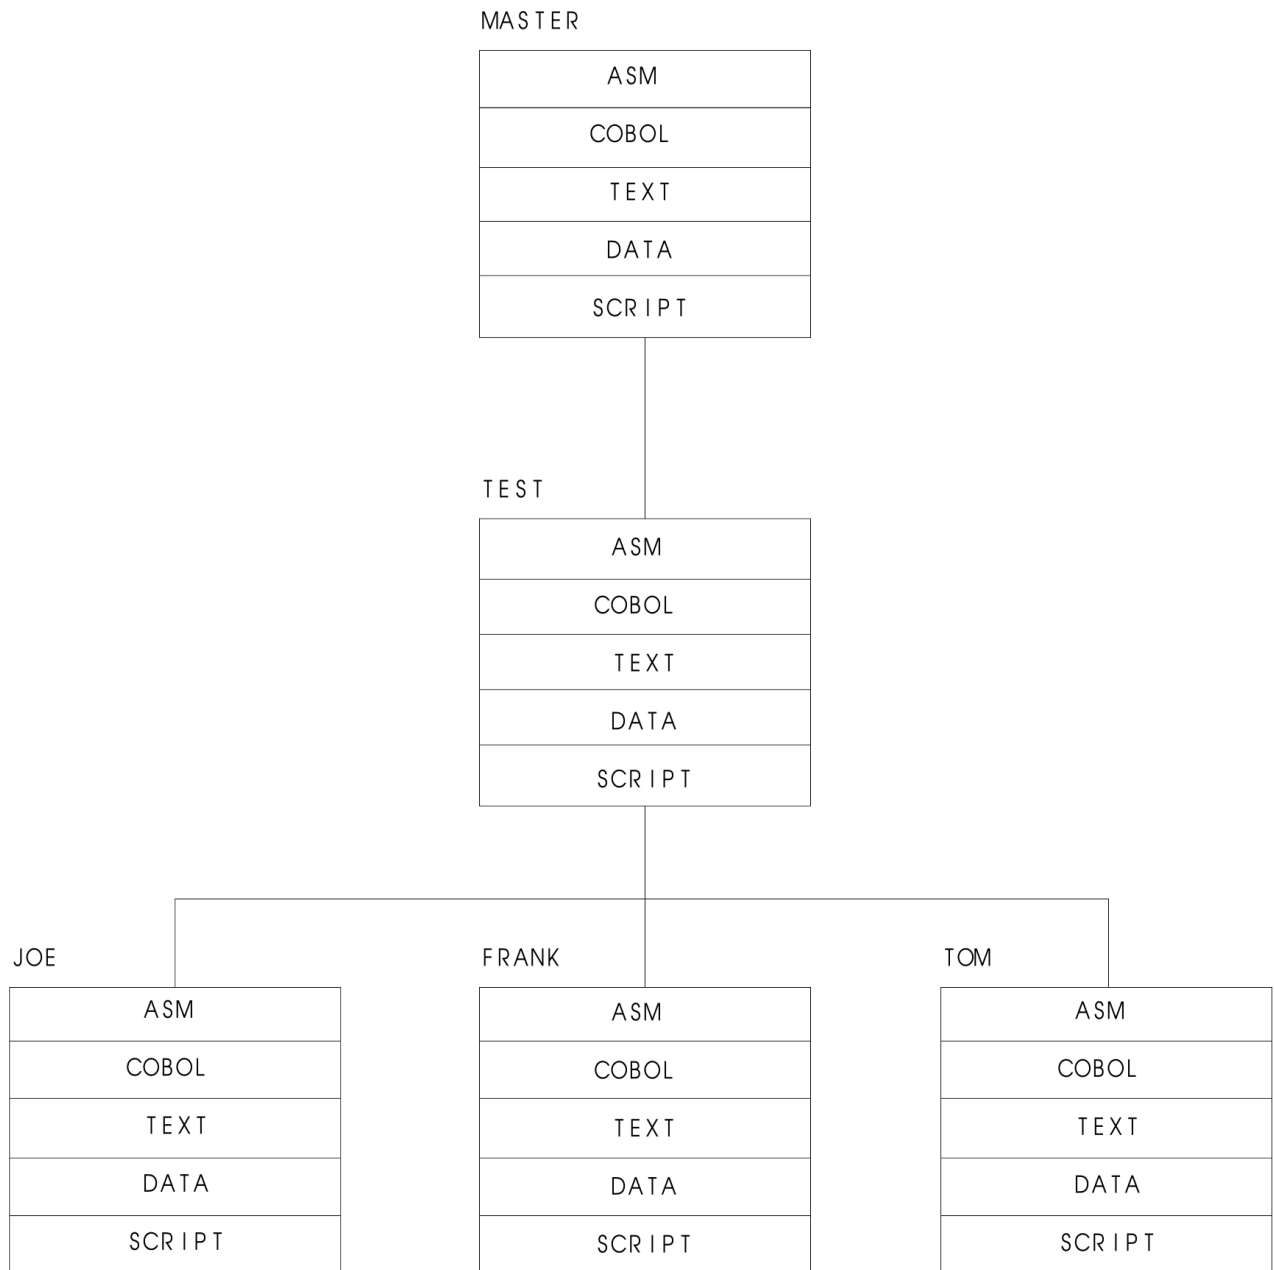 MASTER
ASM
COBOL
TEXT
DATA
SCRIPT
TEST
ASM
COBOL
TEXT
DATA
SCRIPT
JOE
ASM
COBOL
TEXT
DATA
SCRIPT
FRANK
ASM
COBOL
TEXT
DATA
SCRIPT
TOM
ASM
COBOL
TEXT
DATA
SCRIPT